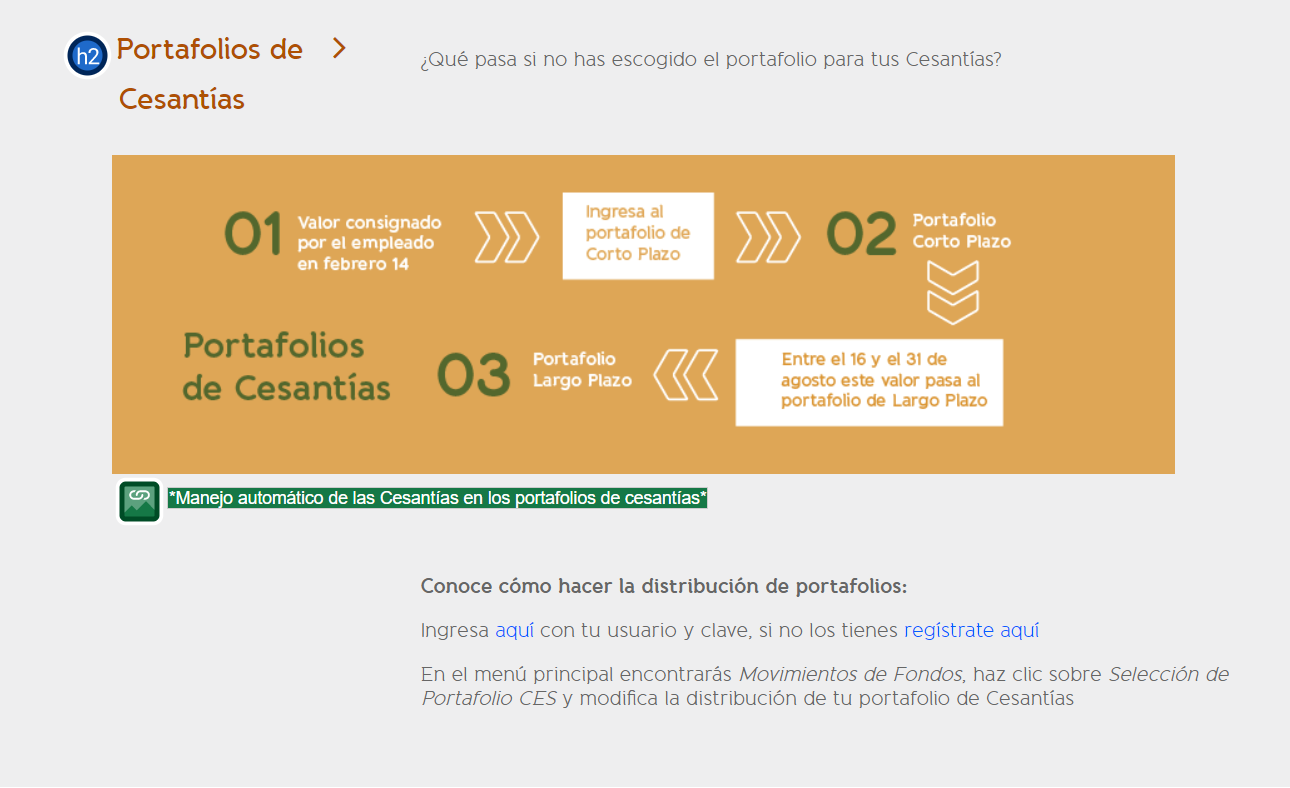 h2
Portafolios de
Cesantías
¿Qué pasa si no has escogido el portafolio para tus Cesantías?
01
Valor consignado
por el empleado
en febrero 14
Ingresa al
portafolio de
Corto Plazo
02
Portafolio
Corto Plazo
Entre el 16 y el 31 de
agosto este valor pasa al
portafolio de Largo Plazo
03
Portafolio
Largo Plazo
Portafolios
de Cesantías
*Manejo automático de las Cesantías en los portafolios de cesantías*
Conoce cómo hacer la distribución de portafolios:
Ingresa aquí con tu usuario y clave, si no los tienes regístrate aquí
En el menú principal encontrarás Movimientos de Fondos, haz clic sobre Selección de
Portafolio CES y modifica la distribución de tu portafolio de Cesantías